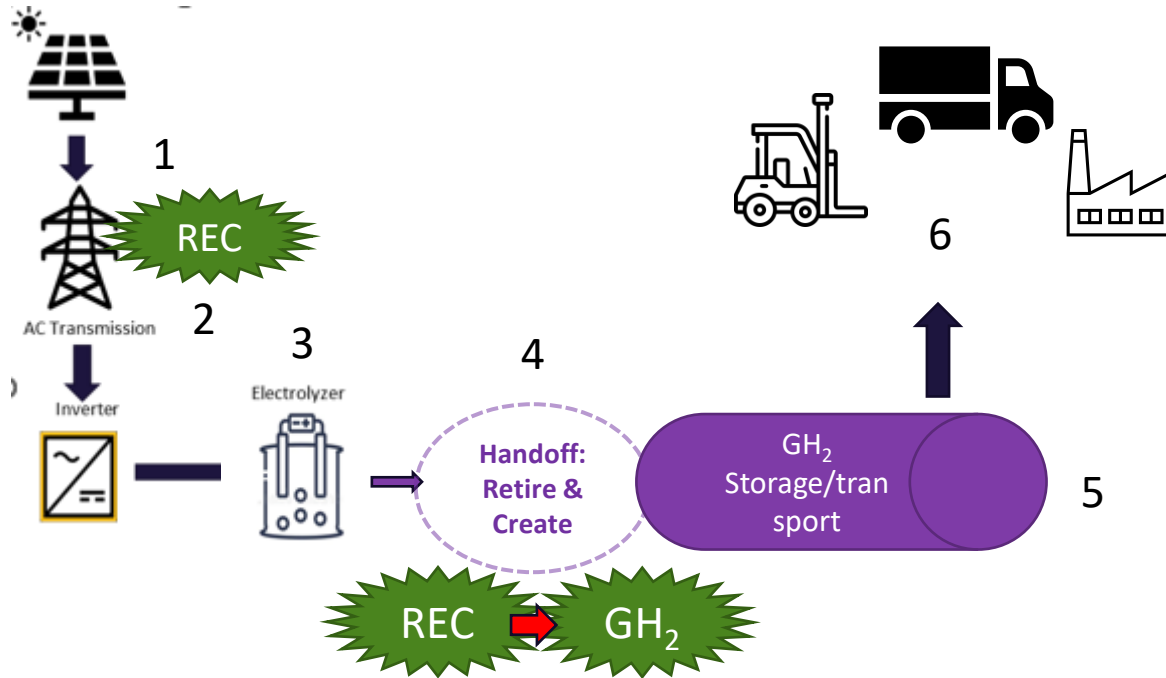 1
REC
2
AC Transmission
Inverter
3
Electrolyzer
4
Handoff:
Retire &
Create
GH₂
Storage/tran
sport
5
6
REC
GH₂